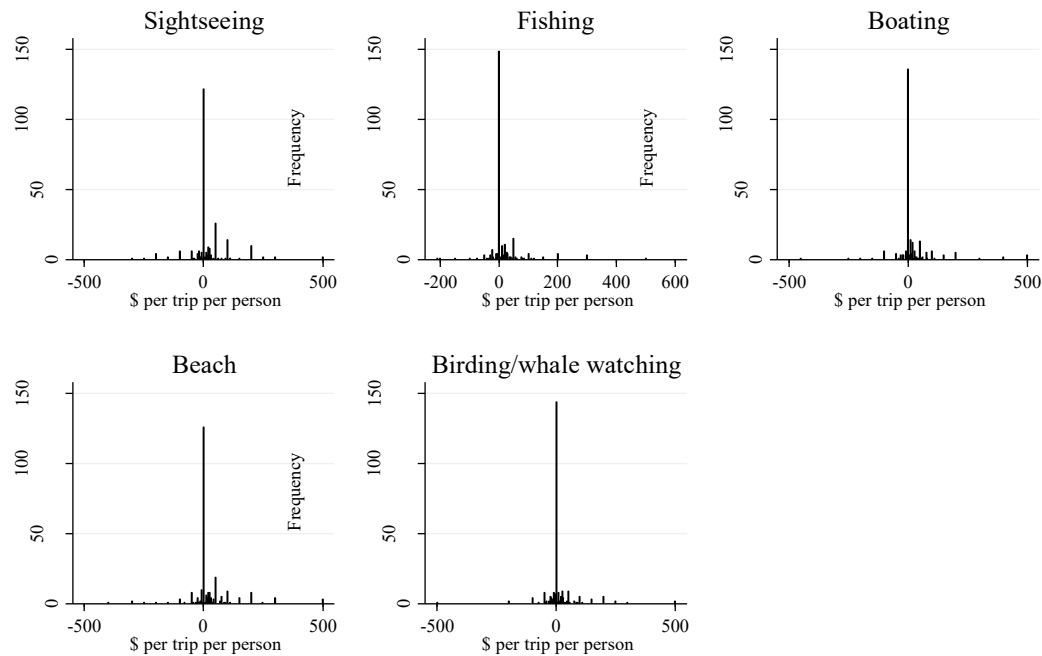 Sightseeing
150
100
50
0
Frequency
-500 0 500
$ per trip per person
Fishing
150
100
50
0
Frequency
-200 0 200 400 600
$ per trip per person
Boating
150
100
50
0
-500 0 500
$ per trip per person
Beach
150
100
50
0
Frequency
-500 0 500
$ per trip per person
Birding/whale watching
150
100
50
0
-500 0 500
$ per trip per person